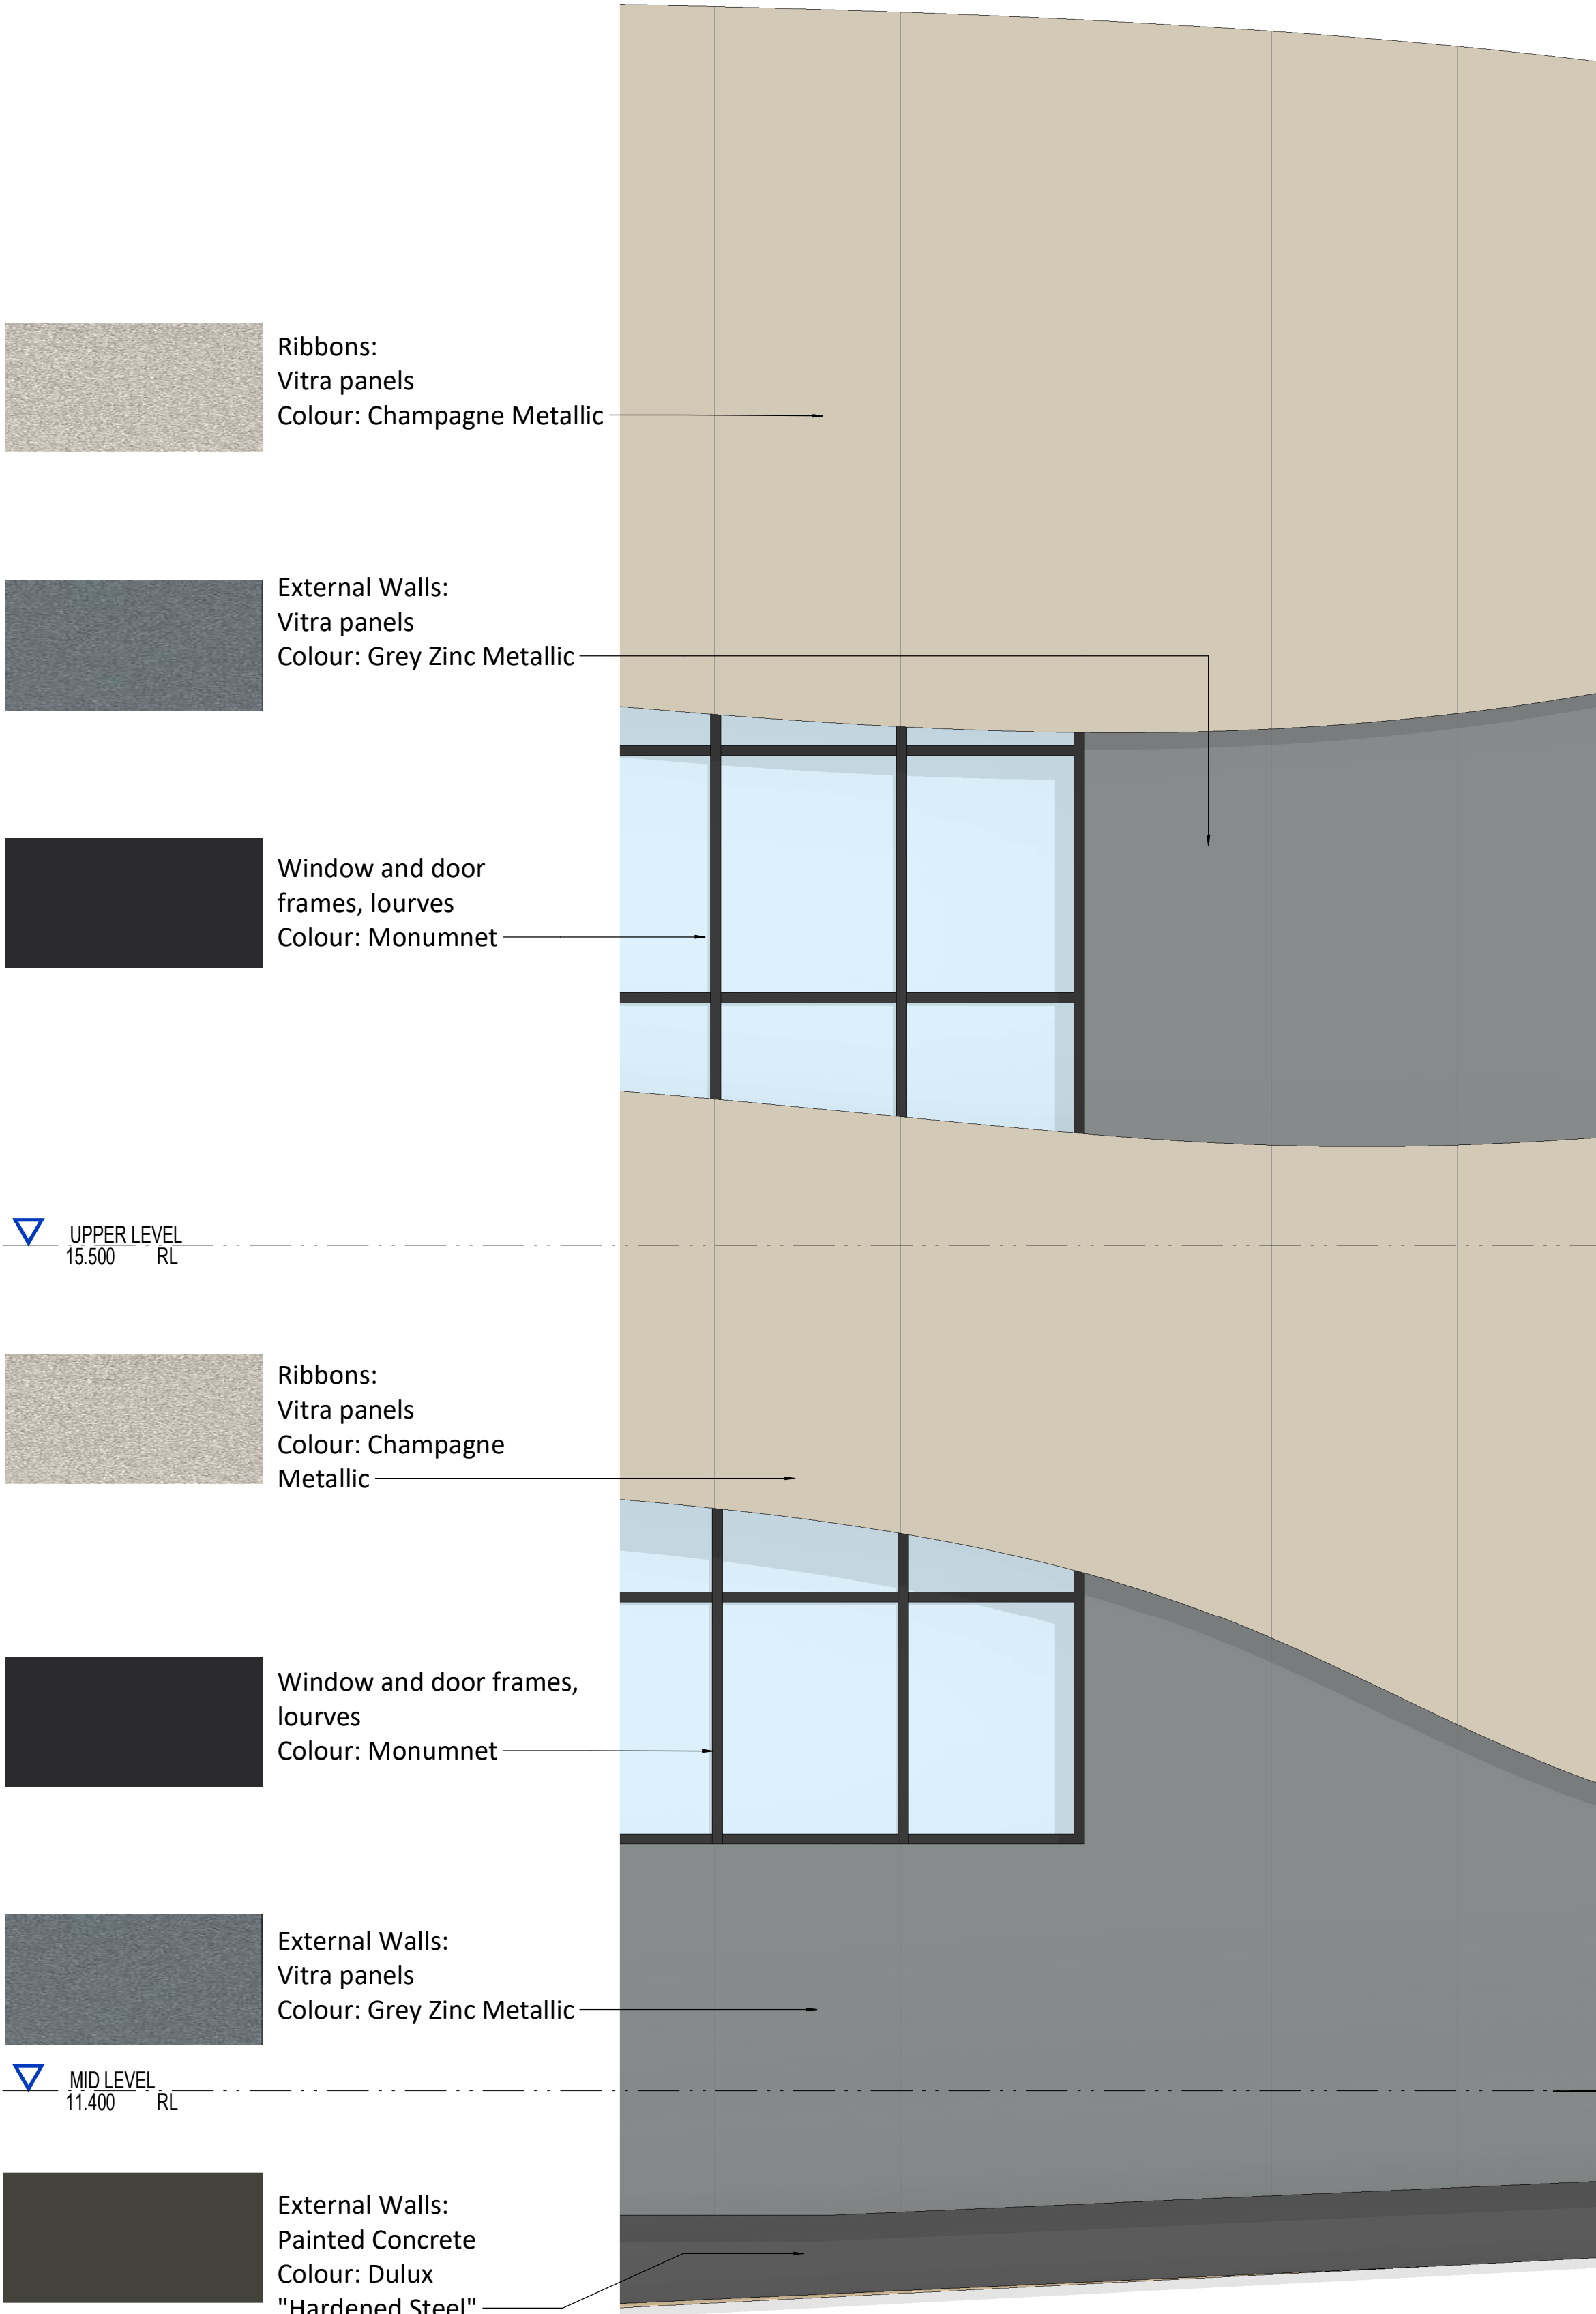 Ribbons:
Vitra panels
Colour: Champagne Metallic
External Walls:
Vitra panels
Colour: Grey Zinc Metallic
Window and door
frames, lourves
Colour: Monumnet
UPPER LEVEL
15.500 RL
Ribbons:
Vitra panels
Colour: Champagne
Metallic
Window and door frames,
lourves
Colour: Monumnet
External Walls:
Vitra panels
Colour: Grey Zinc Metallic
MID LEVEL
11.400 RL
External Walls:
Painted Concrete
Colour: Dulux
"Hardened Steel"